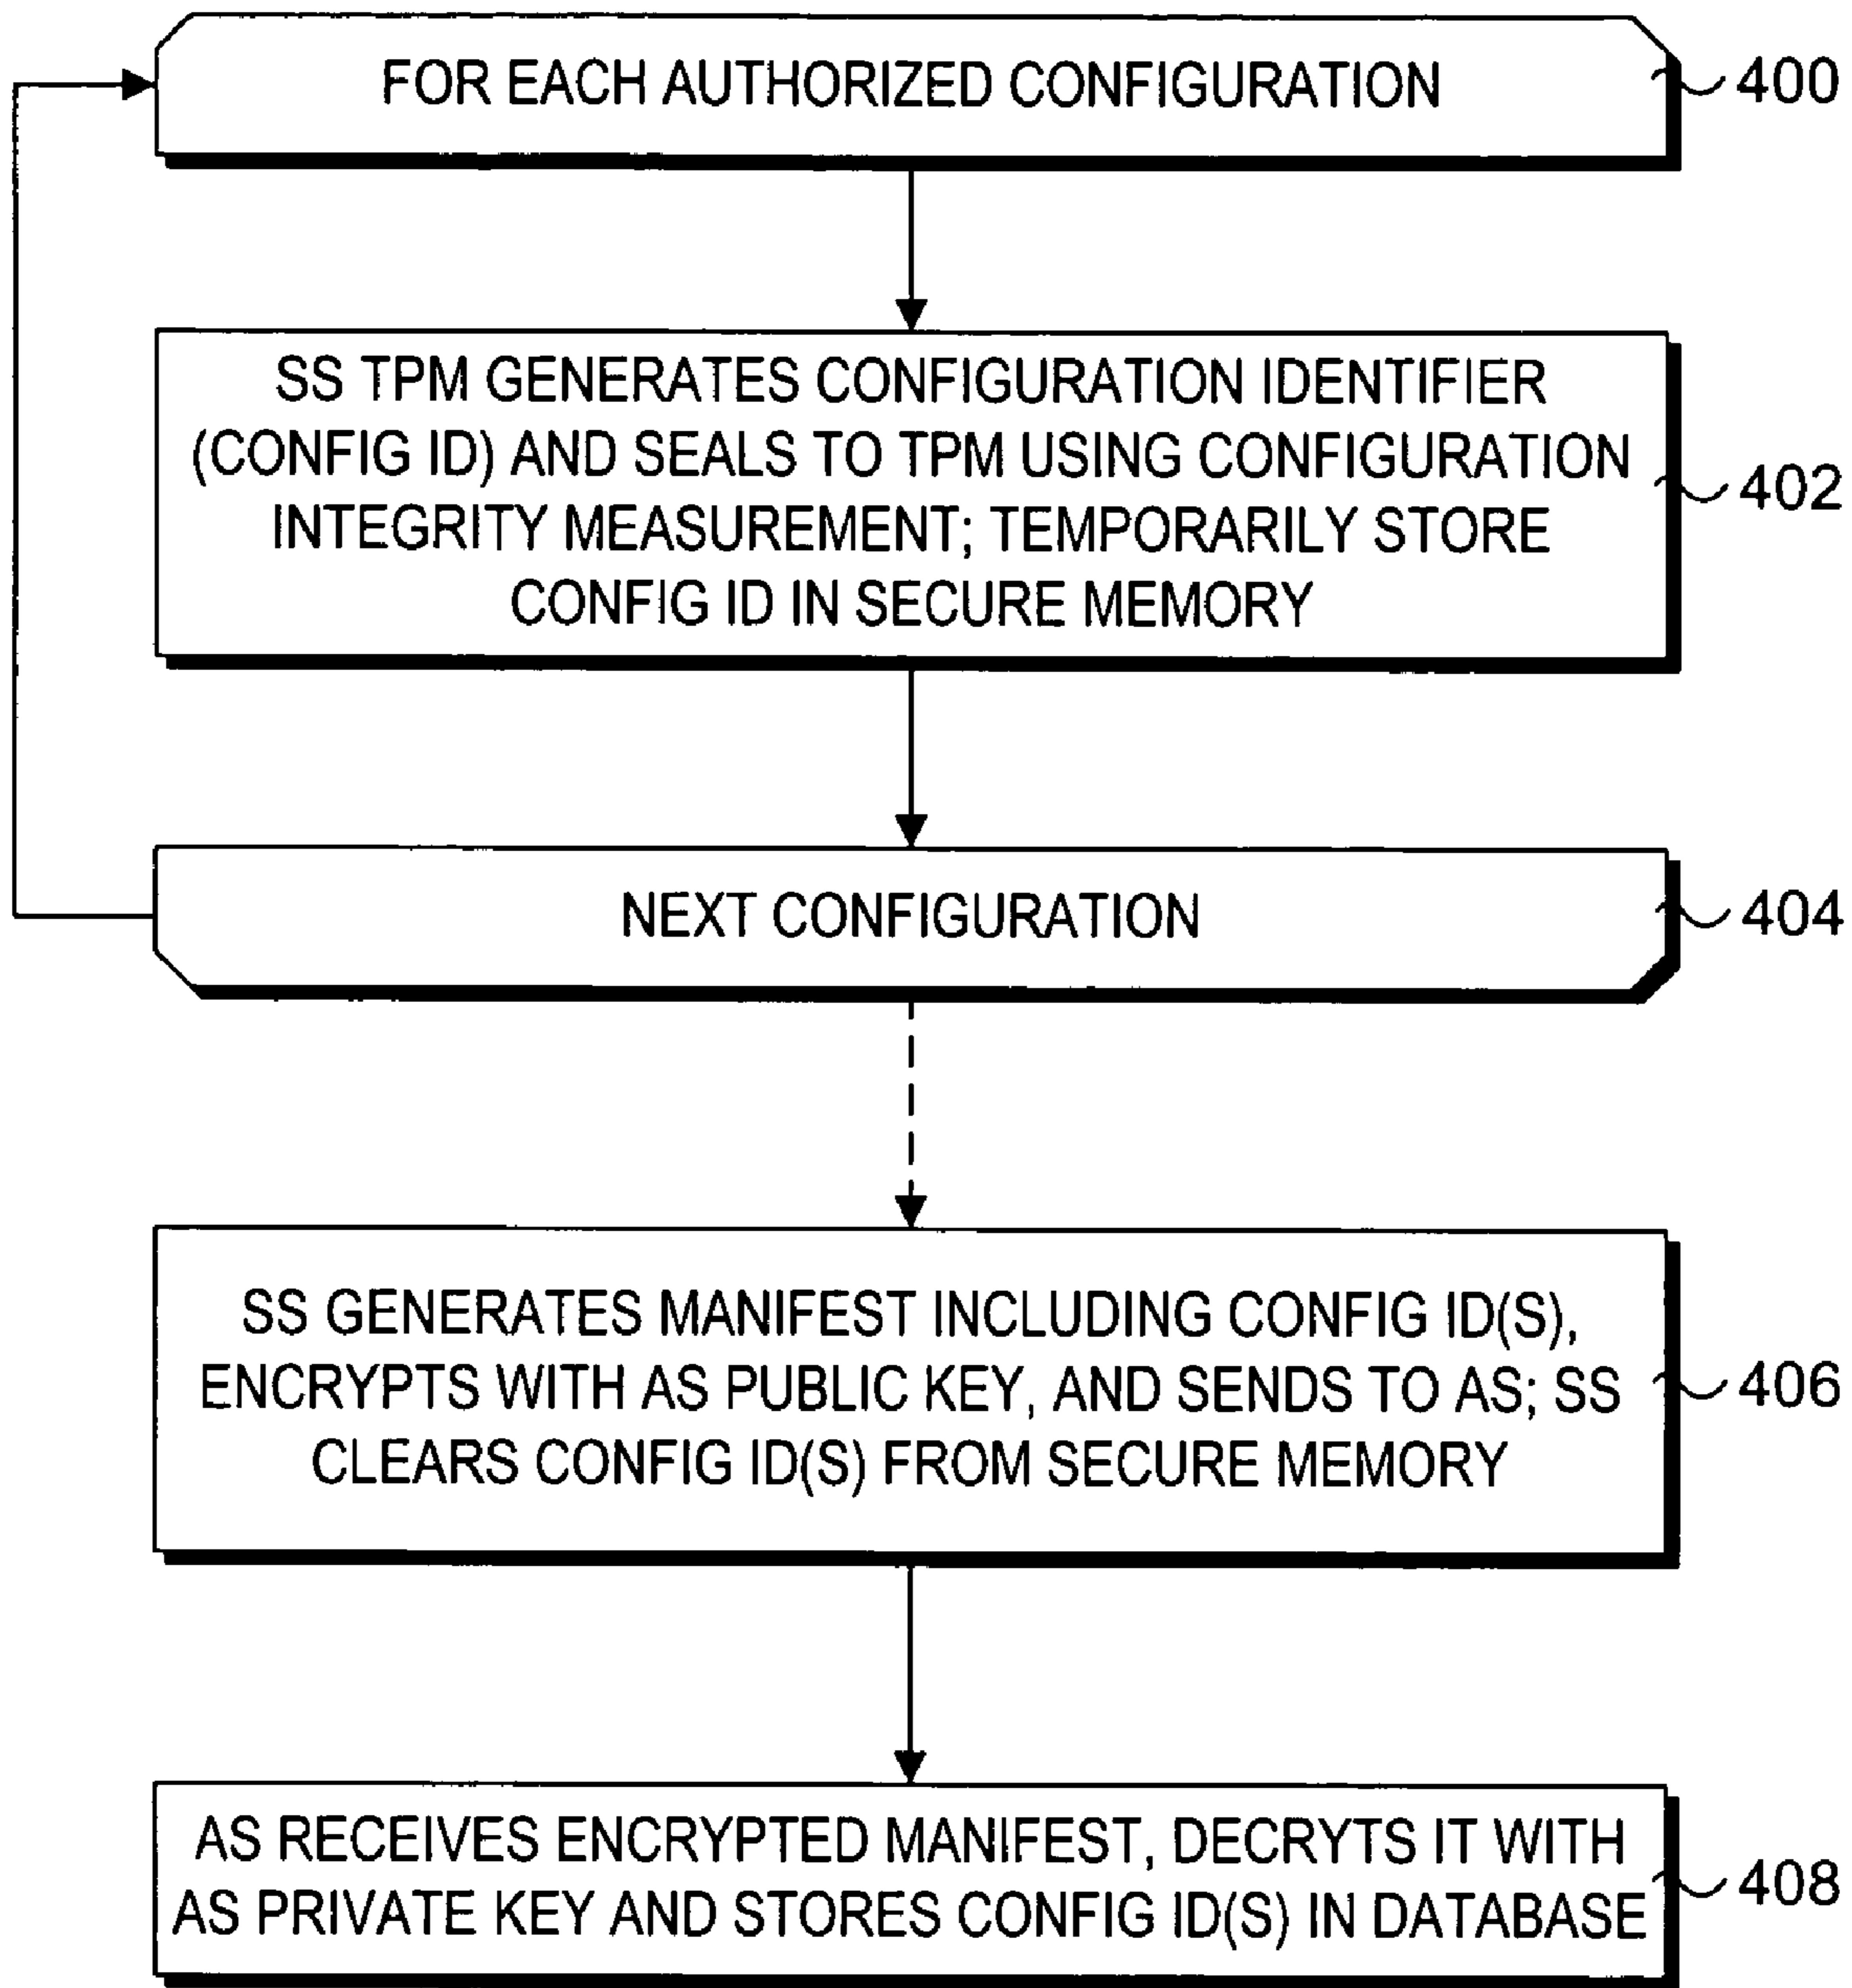 FOR EACH AUTHORIZED CONFIGURATION
400
SS TPM GENERATES CONFIGURATION IDENTIFIER
(CONFIG ID) AND SEALS TO TPM USING CONFIGURATION
INTEGRITY MEASUREMENT; TEMPORARILY STORE
CONFIG ID IN SECURE MEMORY
402
NEXT CONFIGURATION
404
SS GENERATES MANIFEST INCLUDING CONFIG ID(S),
ENCRYPTS WITH AS PUBLIC KEY, AND SENDS TO AS; SS
CLEARS CONFIG ID(S) FROM SECURE MEMORY
406
AS RECEIVES ENCRYPTED MANIFEST, DECRYTS IT WITH
AS PRIVATE KEY AND STORES CONFIG ID(S) IN DATABASE
408